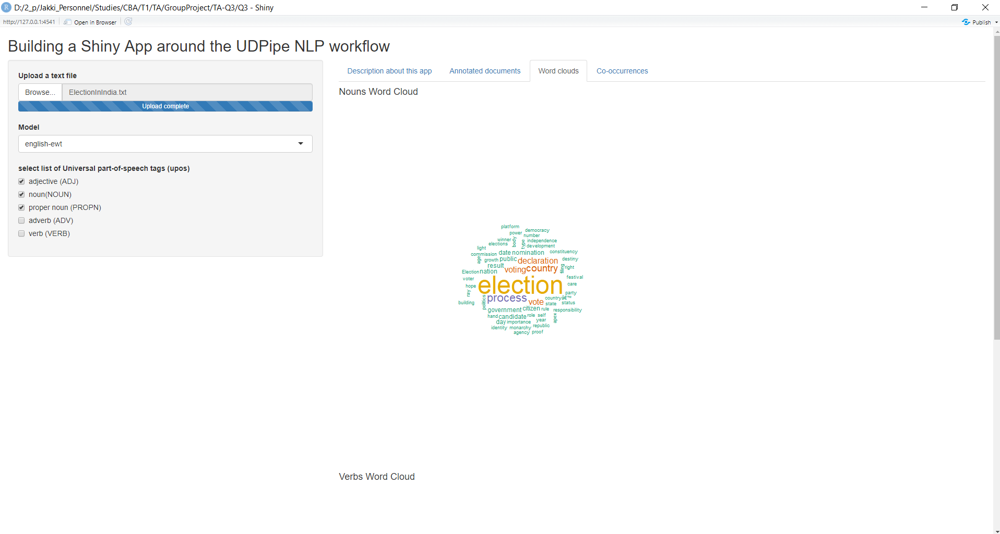 D:/2_p/Jakki_Personnel/Studies/CBA/T1/TA/GroupProject/TA-Q3/Q3 - Shiny
http://127.0.0.1:4541 Open in Browser Publish
Building a Shiny App around the UDPipe NLP workflow
Upload a text file
Browse... ElectionInIndia.txt
Upload complete
Model
english-ewt
select list of Universal part-of-speech tags (upos)
adjective (ADJ)
noun(NOUN)
proper noun (PROPN)
adverb (ADV)
verb (VERB)
Description about this app Annotated documents Word clouds Co-occurrences
Nouns Word Cloud
platform
democracy
power
number
winner body type independence
elections development
light
commission date nomination constituency
age growth public declaration destiny
result voting country filing right
Election nation
voter festival
hope election care
ray party
process countryâ€™
building politics vote state status
government citizen rule responsibility
hand candidate role self apex
day importance year
identity monarchy republic
agency proof
Verbs Word Cloud